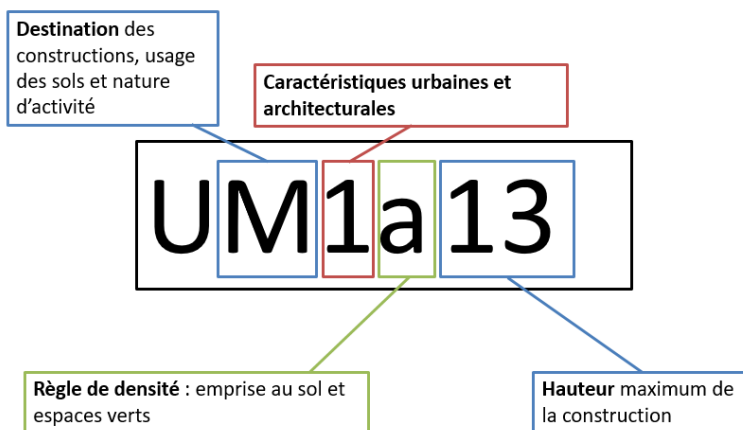 Destination des
constructions, usage
des sols et nature
d’activité
Caractéristiques urbaines et
architecturales
UM1a13
Règle de densité : emprise au sol et
espaces verts
Hauteur maximum de
la construction